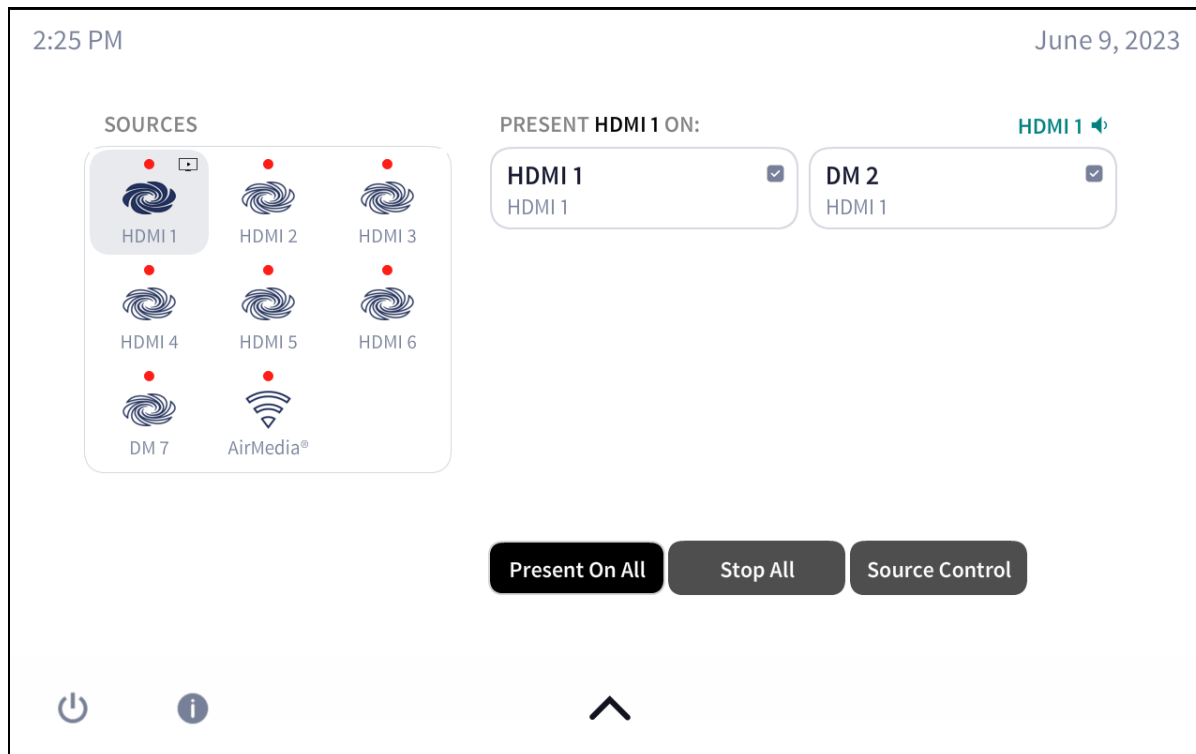 2:25 PM
June 9, 2023
SOURCES
HDMI 1
HDMI 2
HDMI 3
HDMI 4
HDMI 5
HDMI 6
DM 7
AirMedia®
PRESENT HDMI 1 ON:
HDMI 1
HDMI 1
HDMI 1
DM 2
HDMI 1
Present On All
Stop All
Source Control